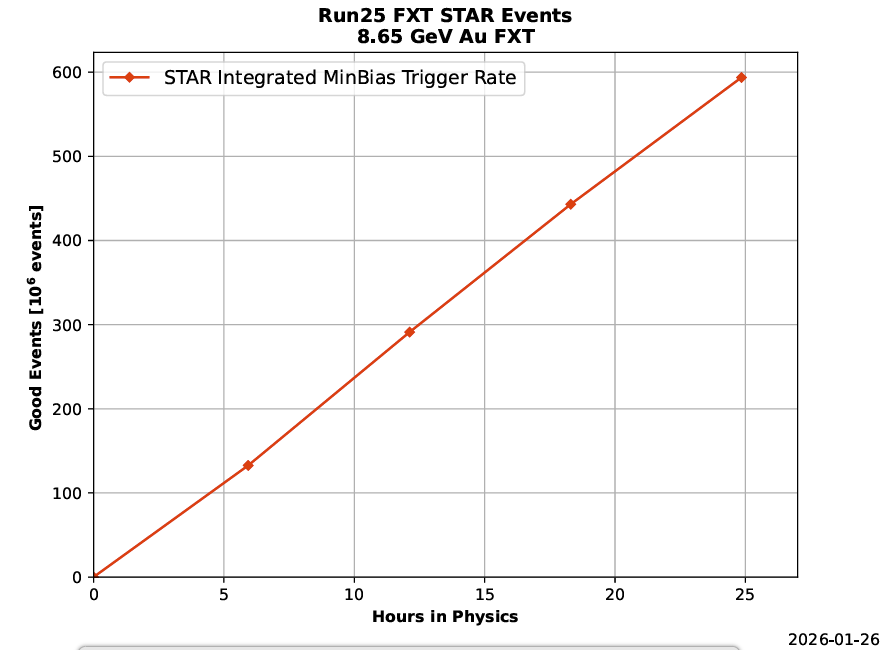 Run25 FXT STAR Events
8.65 GeV Au FXT
STAR Integrated MinBias Trigger Rate
600
500
400
300
200
100
0
Good Events [10⁶ events]
0 5 10 15 20 25
Hours in Physics
2026-01-26